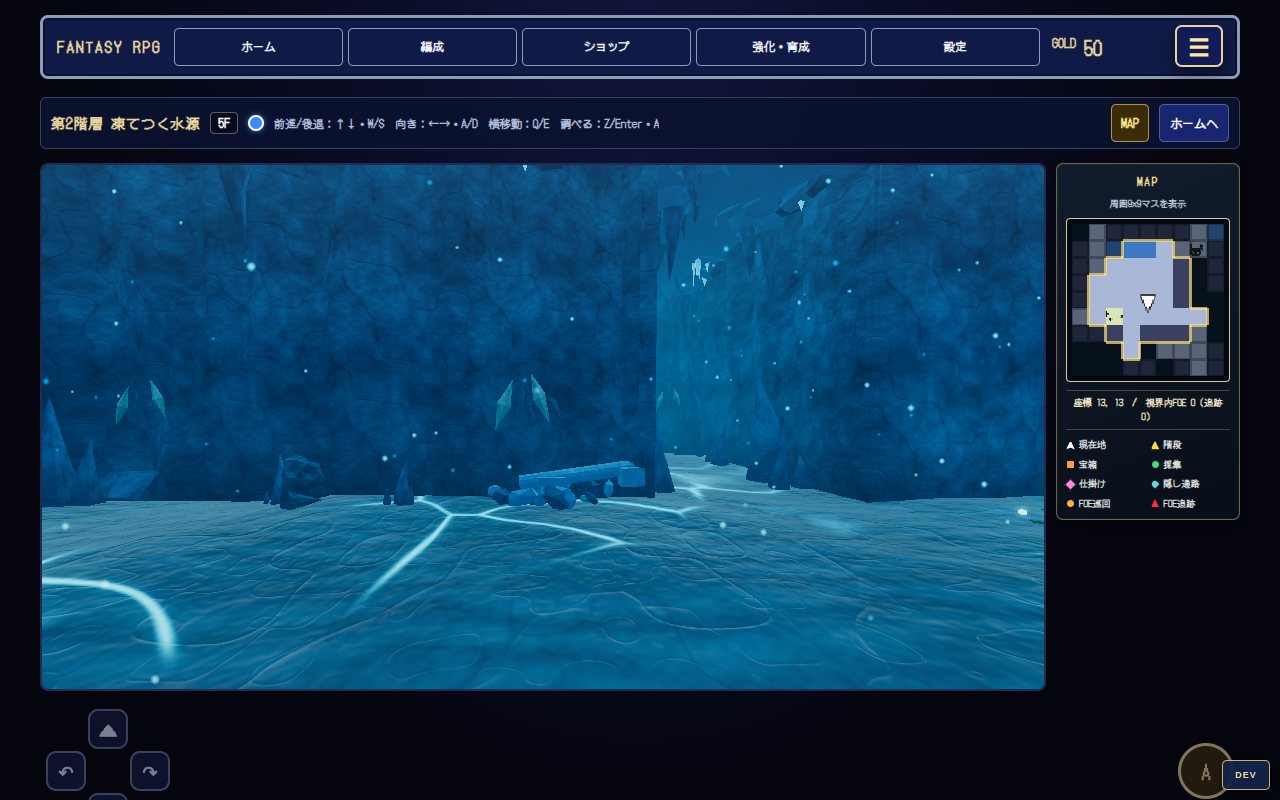 FANTASY RPG ホーム 編成 ショップ 強化・育成 設定 GOLD 50
第2階層 凍てつく水源 5F 前進/後退：↑↓・W/S 向き：←→・A/D 横移動：Q/E 調べる：Z/Enter・A MAP ホームへ
MAP
周囲9x9マスを表示
座標 13, 13 / 視界内FOE 0（追跡
0）
現在地 階段
宝箱 採集
仕掛け 隠し通路
FOE巡回 FOE追跡
A DEV